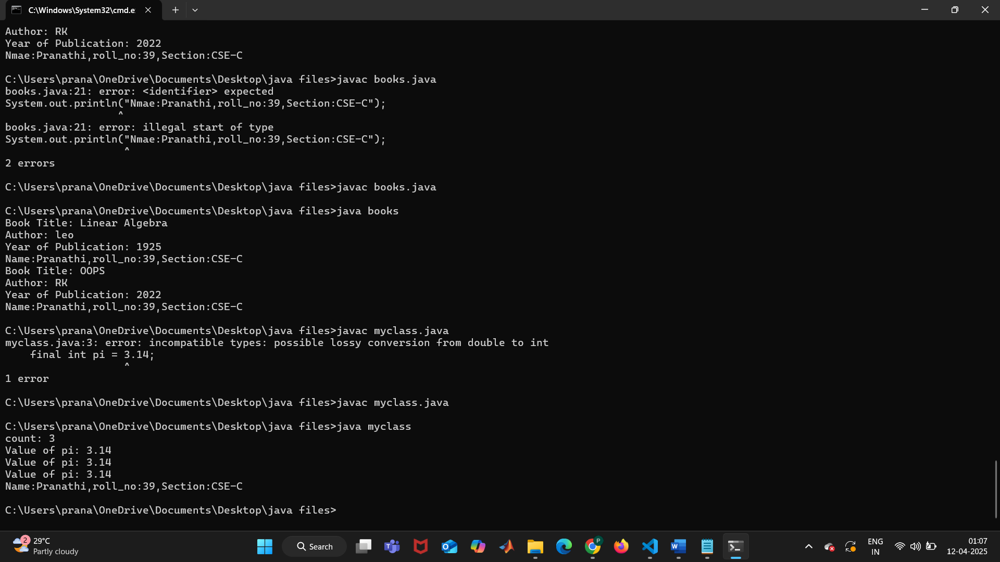 C:\Windows\System32\cmd.e
Author: RK
Year of Publication: 2022
Nmae:Pranathi,roll_no:39,Section:CSE-C
C:\Users\prana\OneDrive\Documents\Desktop\java files>javac books.java
books.java:21: error: <identifier> expected
System.out.println("Nmae:Pranathi,roll_no:39,Section:CSE-C");
^
books.java:21: error: illegal start of type
System.out.println("Nmae:Pranathi,roll_no:39,Section:CSE-C");
^
2 errors
C:\Users\prana\OneDrive\Documents\Desktop\java files>javac books.java
C:\Users\prana\OneDrive\Documents\Desktop\java files>java books
Book Title: Linear Algebra
Author: leo
Year of Publication: 1925
Name:Pranathi,roll_no:39,Section:CSE-C
Book Title: OOPS
Author: RK
Year of Publication: 2022
Name:Pranathi,roll_no:39,Section:CSE-C
C:\Users\prana\OneDrive\Documents\Desktop\java files>javac myclass.java
myclass.java:3: error: incompatible types: possible lossy conversion from double to int
final int pi = 3.14;
^
1 error
C:\Users\prana\OneDrive\Documents\Desktop\java files>javac myclass.java
C:\Users\prana\OneDrive\Documents\Desktop\java files>java myclass
count: 3
Value of pi: 3.14
Value of pi: 3.14
Value of pi: 3.14
Name:Pranathi,roll_no:39,Section:CSE-C
C:\Users\prana\OneDrive\Documents\Desktop\java files>
2
29°C
Partly cloudy
Search
P
ENG
IN
01:07
12-04-2025